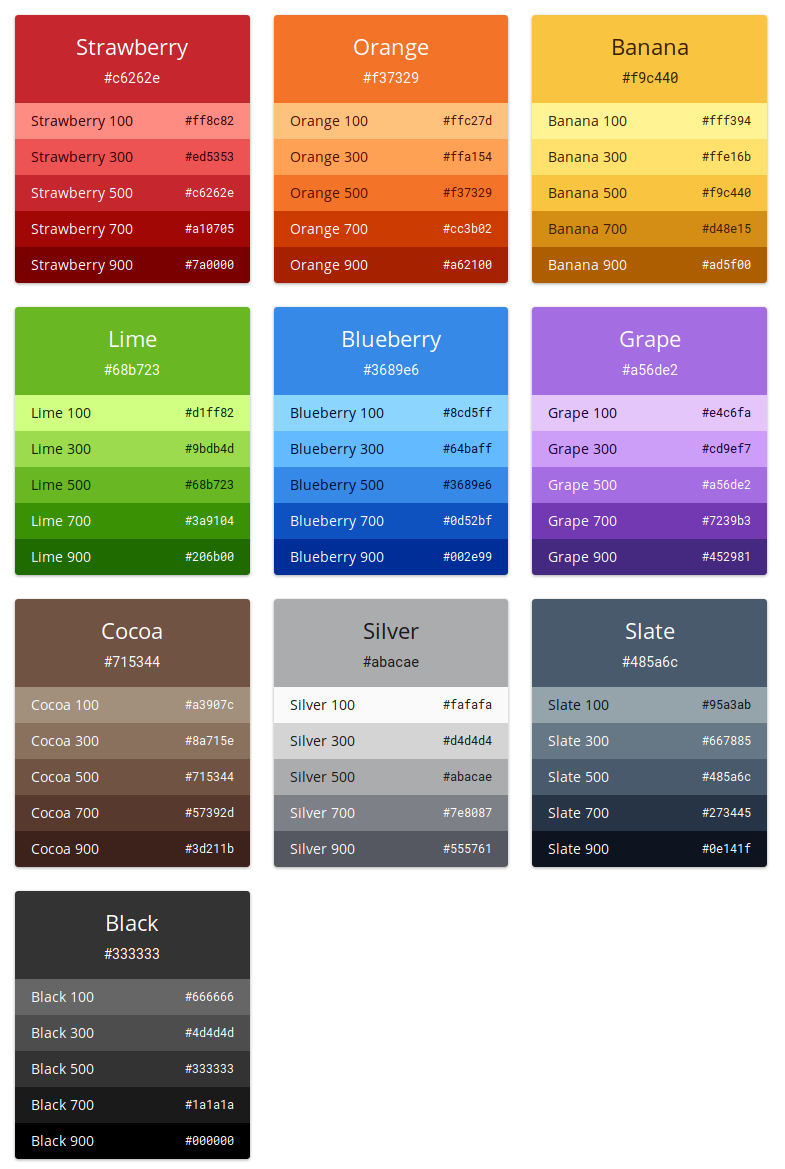 Strawberry
#c6262e
Strawberry 100 #ff8c82
Strawberry 300 #ed5353
Strawberry 500 #c6262e
Strawberry 700 #a10705
Strawberry 900 #7a0000
Orange
#f37329
Orange 100 #ffc27d
Orange 300 #ffa154
Orange 500 #f37329
Orange 700 #cc3b02
Orange 900 #a62100
Banana
#f9c440
Banana 100 #fff394
Banana 300 #ffe16b
Banana 500 #f9c440
Banana 700 #d48e15
Banana 900 #ad5f00
Lime
#68b723
Lime 100 #d1ff82
Lime 300 #9bdb4d
Lime 500 #68b723
Lime 700 #3a9104
Lime 900 #206b00
Blueberry
#3689e6
Blueberry 100 #8cd5ff
Blueberry 300 #64baff
Blueberry 500 #3689e6
Blueberry 700 #0d52bf
Blueberry 900 #002e99
Grape
#a56de2
Grape 100 #e4c6fa
Grape 300 #cd9ef7
Grape 500 #a56de2
Grape 700 #7239b3
Grape 900 #452981
Cocoa
#715344
Cocoa 100 #a3907c
Cocoa 300 #8a715e
Cocoa 500 #715344
Cocoa 700 #57392d
Cocoa 900 #3d211b
Silver
#abacae
Silver 100 #fafafa
Silver 300 #d4d4d4
Silver 500 #abacae
Silver 700 #7e8087
Silver 900 #555761
Slate
#485a6c
Slate 100 #95a3ab
Slate 300 #667885
Slate 500 #485a6c
Slate 700 #273445
Slate 900 #0e141f
Black
#333333
Black 100 #666666
Black 300 #4d4d4d
Black 500 #333333
Black 700 #1a1a1a
Black 900 #000000